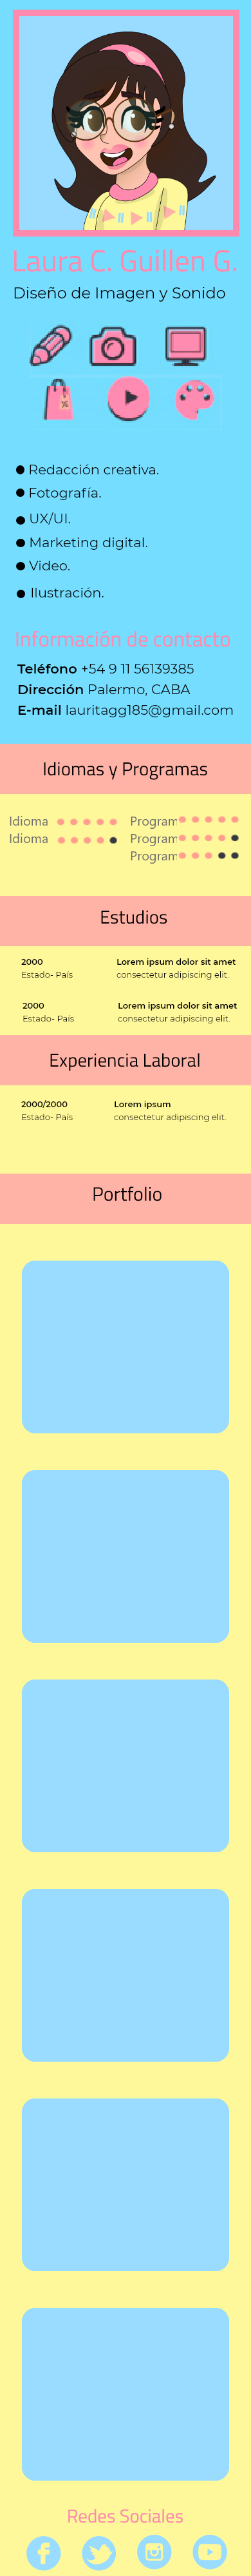 Laura C. Guillen G.
Diseño de Imagen y Sonido
Redacción creativa.
Fotografía.
UX/UI.
Marketing digital.
Video.
Ilustración.
Información de contacto
Teléfono +54 9 11 56139385
Dirección Palermo, CABA
E-mail lauritagg185@gmail.com
Idiomas y Programas
Idioma
Idioma
Program
Program
Program
Estudios
2000 Lorem ipsum dolor sit amet
Estado- País consectetur adipiscing elit.
2000 Lorem ipsum dolor sit amet
Estado- País consectetur adipiscing elit.
Experiencia Laboral
2000/2000 Lorem ipsum
Estado- País consectetur adipiscing elit.
Portfolio
Redes Sociales